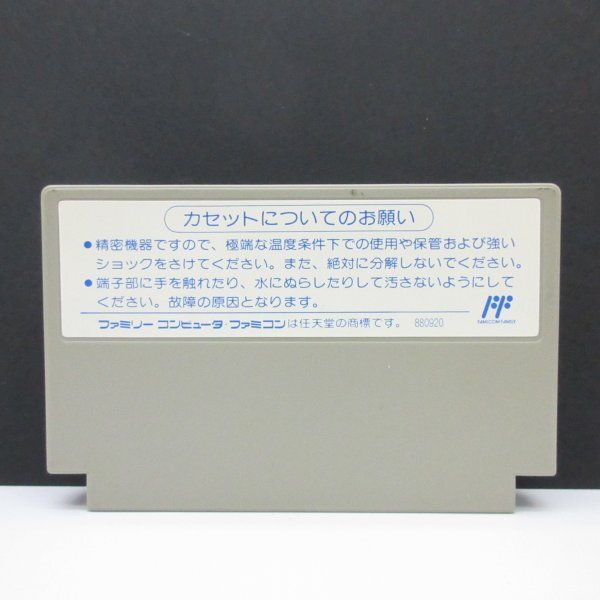 カセットについてのお願い
●精密機器ですので、極端な温度条件下での使用や保管および強い
ショックをさけてください。また、絶対に分解しないでください。
●端子部に手を触れたり、水にぬらしたりして汚さないようにして
ください。故障の原因となります。
ファミリーコンピュータ・ファミコンは任天堂の商標です。 880920
FAMICOM FAMILY